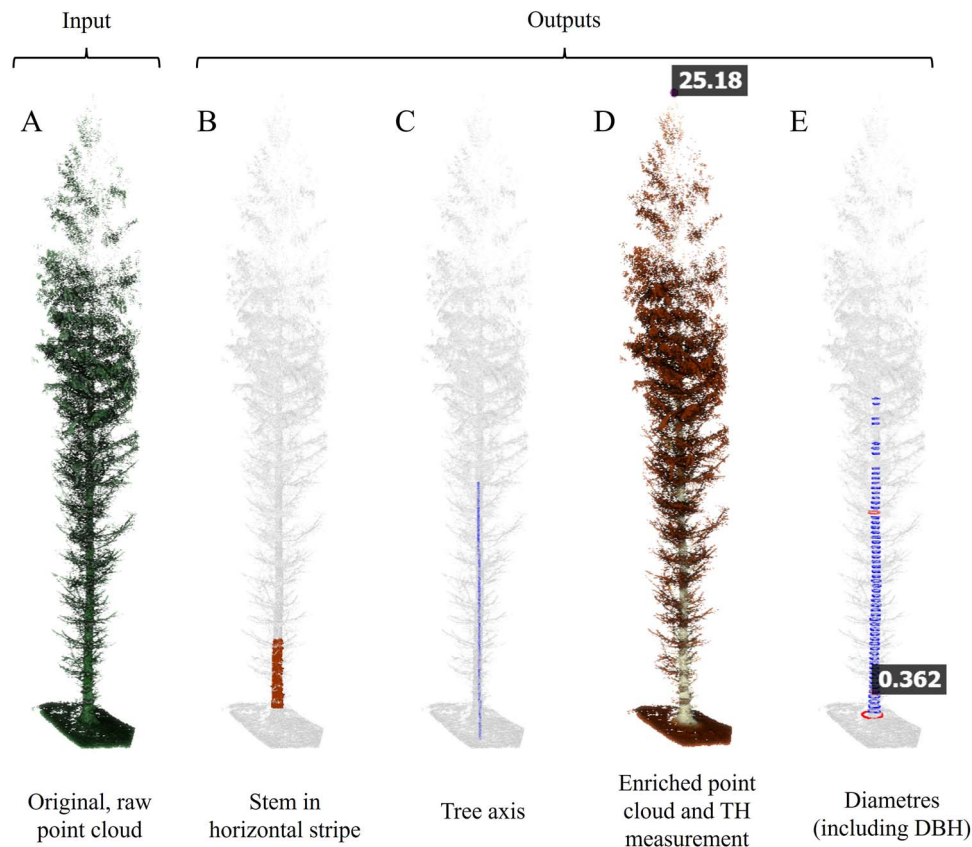 Input
Outputs
A
B
C
D
E
25.18
0.362
Original, raw
point cloud
Stem in
horizontal stripe
Tree axis
Enriched point
cloud and TH
measurement
Diametres
(including DBH)